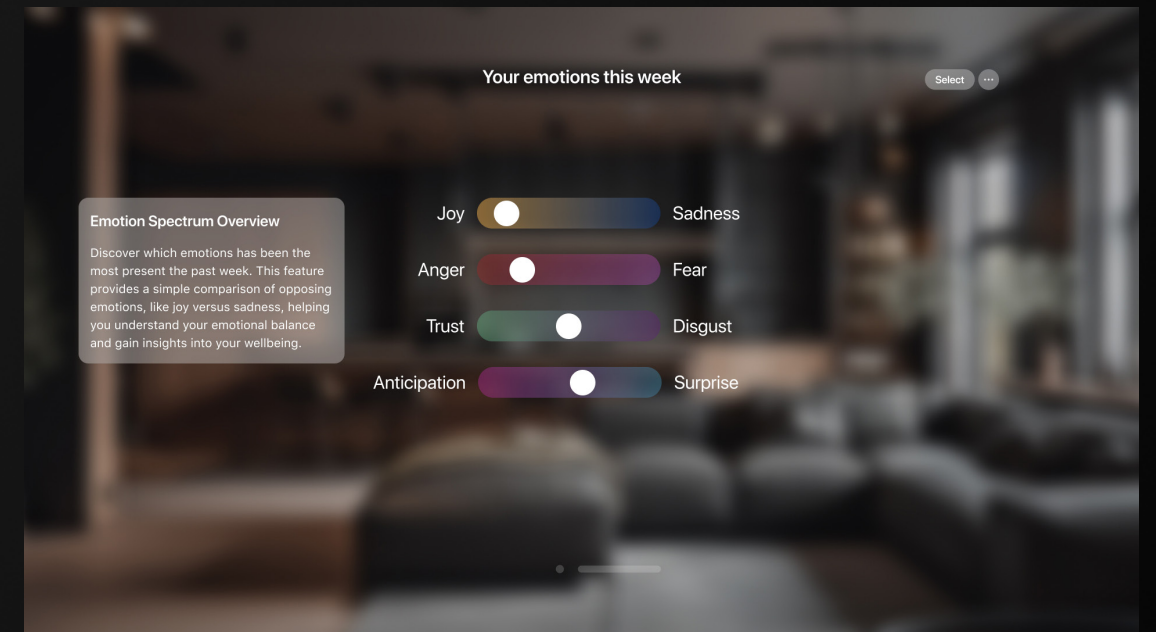 Your emotions this week
Select
Emotion Spectrum Overview
Discover which emotions has been the
most present the past week. This feature
provides a simple comparison of opposing
emotions, like joy versus sadness, helping
you understand your emotional balance
and gain insights into your wellbeing.
Joy Sadness
Anger Fear
Trust Disgust
Anticipation Surprise